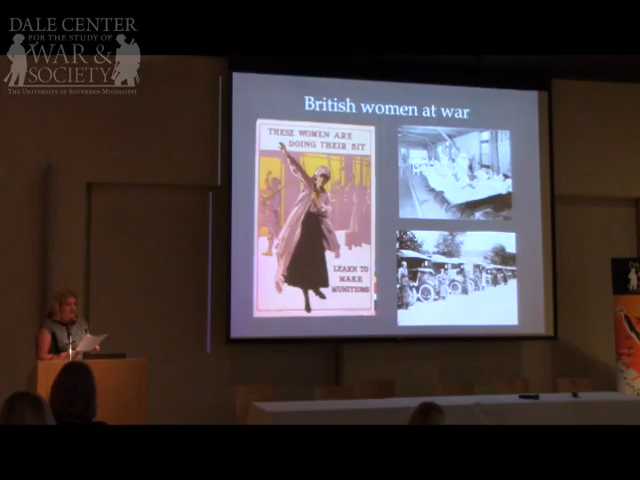 DALE CENTER
FOR THE STUDY OF
WAR &
SOCIETY
THE UNIVERSITY OF SOUTHERN MISSISSIPPI
British women at war
THESE WOMEN ARE
DOING THEIR BIT
LEARN TO
MAKE
MUNITIONS